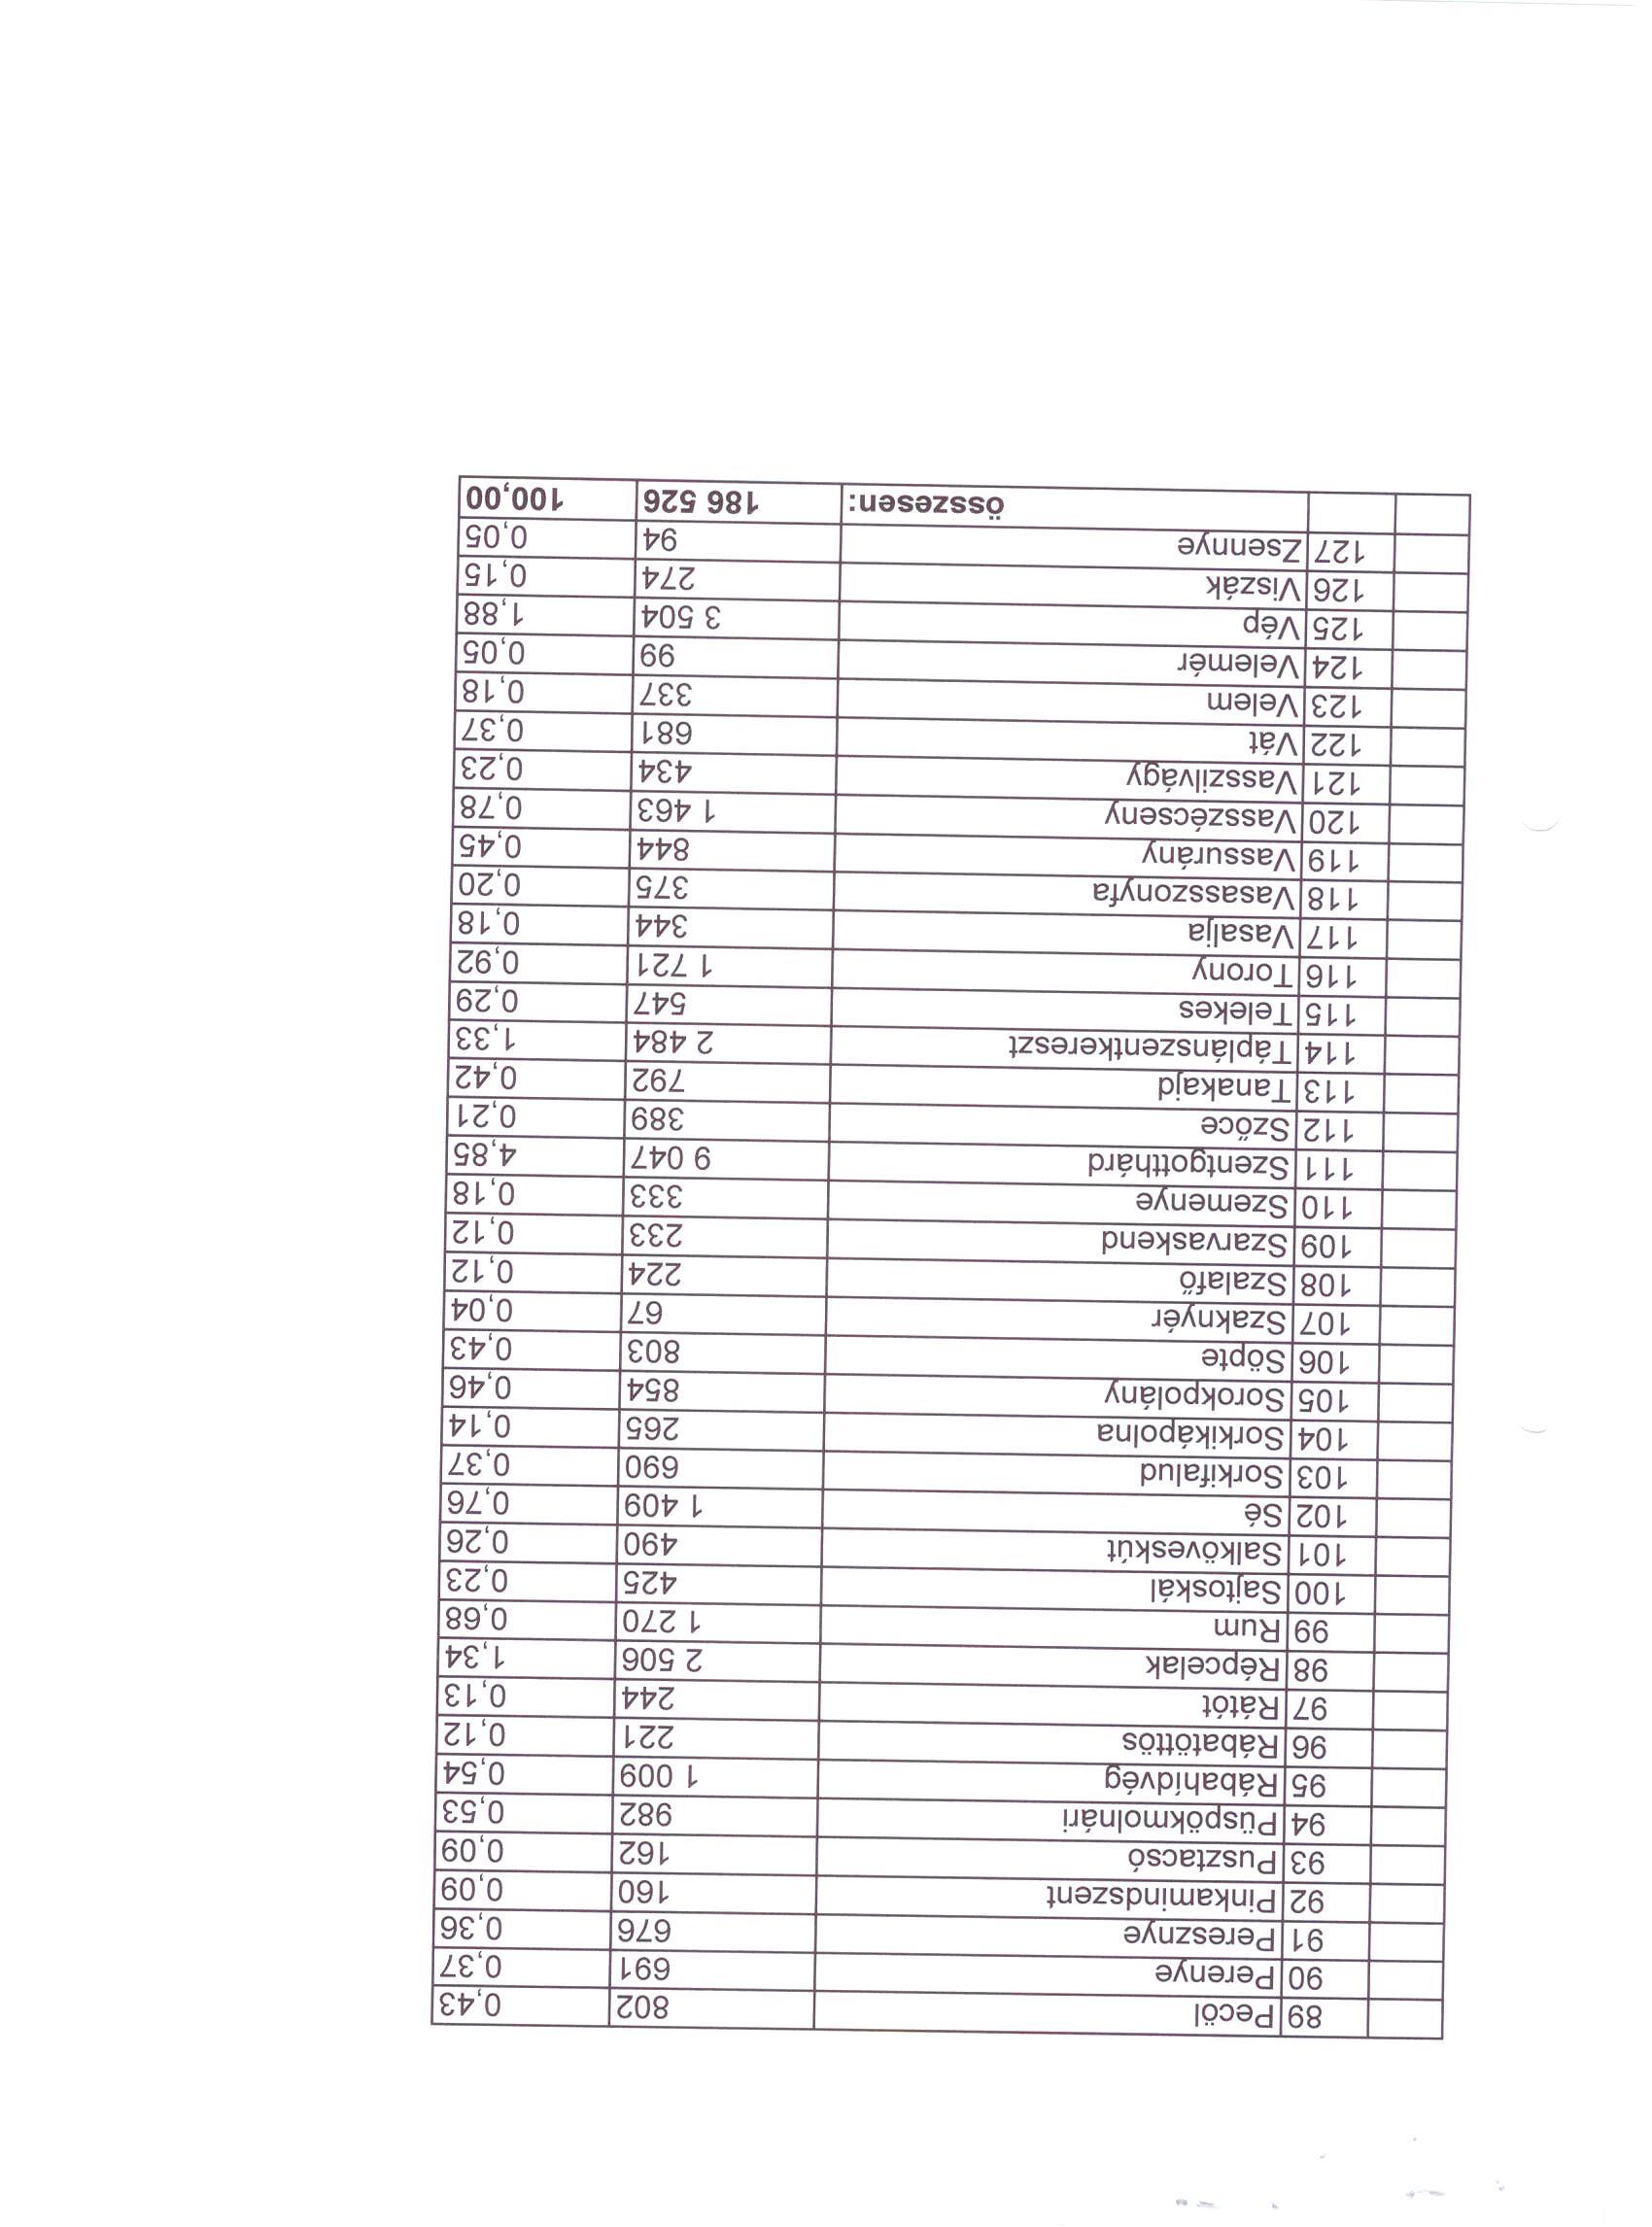 89 Pecöl 802 0,43
90 Perenye 691 0,37
91 Peresznye 676 0,36
92 Pinkamindszent 160 0,09
93 Pusztacsó 162 0,09
94 Püspökmolnári 982 0,53
95 Rábahídvég 1 009 0,54
96 Rábatöttös 221 0,12
97 Rátót 244 0,13
98 Répcelak 2 506 1,34
99 Rum 1 270 0,68
100 Sajtoskál 425 0,23
101 Salköveskút 490 0,26
102 Sé 1 409 0,76
103 Sorkifalud 690 0,37
104 Sorkikápolna 265 0,14
105 Sorokpolány 854 0,46
106 Söpte 803 0,43
107 Szaknyér 67 0,04
108 Szalafő 224 0,12
109 Szarvaskend 233 0,12
110 Szemenye 333 0,18
111 Szentgotthárd 9 047 4,85
112 Szőce 389 0,21
113 Tanakajd 792 0,42
114 Táplánszentkereszt 2 484 1,33
115 Telekes 547 0,29
116 Torony 1 721 0,92
117 Vasalja 344 0,18
118 Vasasszonyfa 375 0,20
119 Vassurány 844 0,45
120 Vasszécseny 1 463 0,78
121 Vasszilvágy 434 0,23
122 Vát 681 0,37
123 Velem 337 0,18
124 Velemér 99 0,05
125 Vép 3 504 1,88
126 Viszák 274 0,15
127 Zsennye 94 0,05
összesen: 186 526 100,00